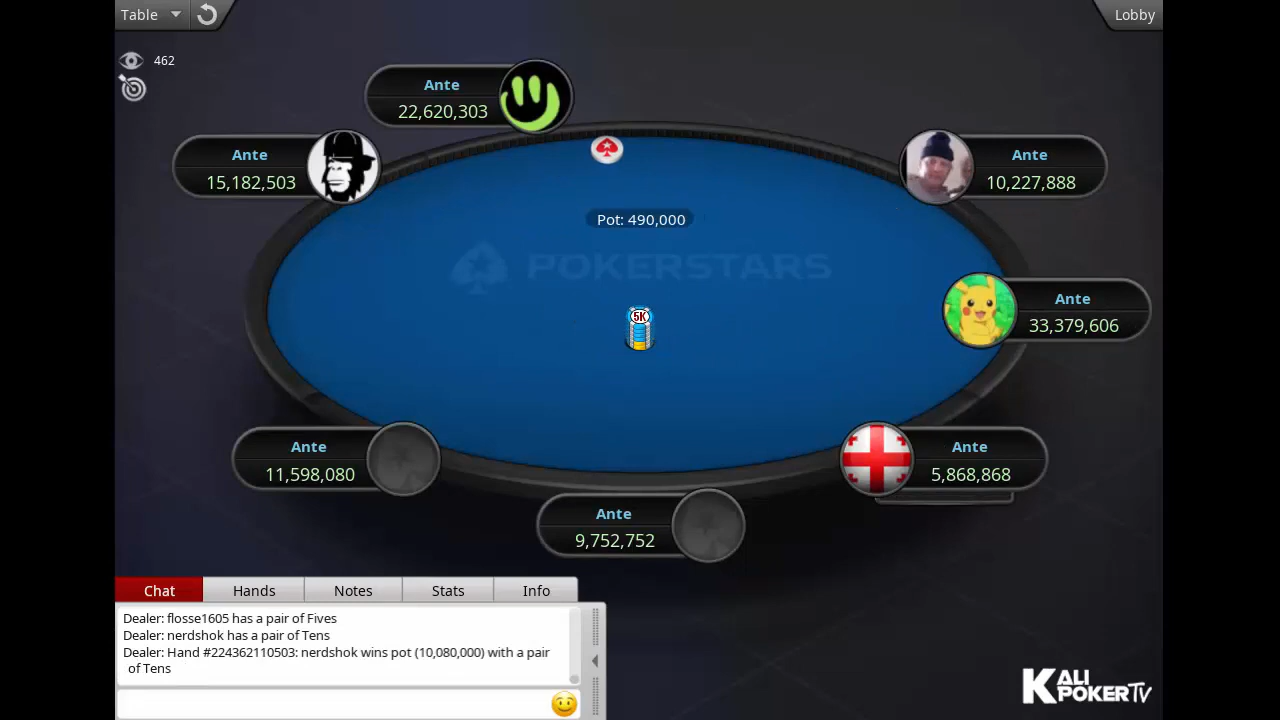 Table
Lobby
462
Ante
22,620,303
Ante
15,182,503
Ante
10,227,888
Pot: 490,000
POKERSTARS
Ante
33,379,606
5K
Ante
11,598,080
Ante
5,868,868
Ante
9,752,752
Chat Hands Notes Stats Info
Dealer: flosse1605 has a pair of Fives
Dealer: nerdshok has a pair of Tens
Dealer: Hand #224362110503: nerdshok wins pot (10,080,000) with a pair
of Tens
KALI
POKERTV